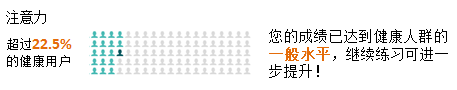 注意力
超过22.5%
的健康用户
您的成绩已达到健康人群的
一般水平，继续练习可进一
步提升！